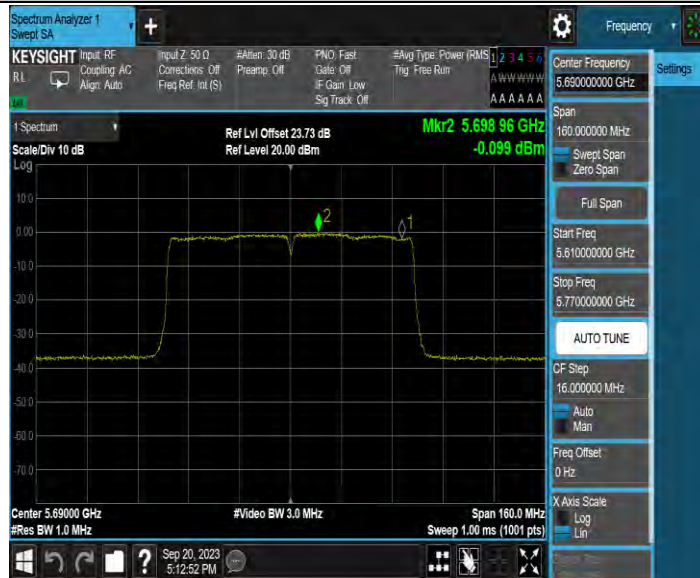 Spectrum Analyzer 1
Swept SA
+
Frequency
KEYSIGHT
RL
Input: RF
Coupling: AC
Align: Auto
Input Z: 50 Ω
Corrections: Off
Freq Ref: Int (S)
#Atten: 30 dB
Preamp: Off
PNO: Fast
Gate: Off
IF Gain: Low
Sig Track: Off
#Avg Type: Power (RMS
Trig: Free Run
1 2 3 4 5 6
A W W W W W
A A A A A A
1 Spectrum
Scale/Div 10 dB
Log
Ref Lvl Offset 23.73 dB
Ref Level 20.00 dBm
Mkr2 5.698 96 GHz
-0.099 dBm
10.0
0.00
-10.0
-20.0
-30.0
-40.0
-50.0
-60.0
-70.0
2
1
Center 5.69000 GHz
#Res BW 1.0 MHz
#Video BW 3.0 MHz
Span 160.0 MHz
Sweep 1.00 ms (1001 pts)
?
Sep 20, 2023
5:12:52 PM
Center Frequency
5.690000000 GHz
Settings
Span
160.000000 MHz
Swept Span
Zero Span
Full Span
Start Freq
5.610000000 GHz
Stop Freq
5.770000000 GHz
AUTO TUNE
CF Step
16.000000 MHz
Auto
Man
Freq Offset
0 Hz
X Axis Scale
Log
Lin